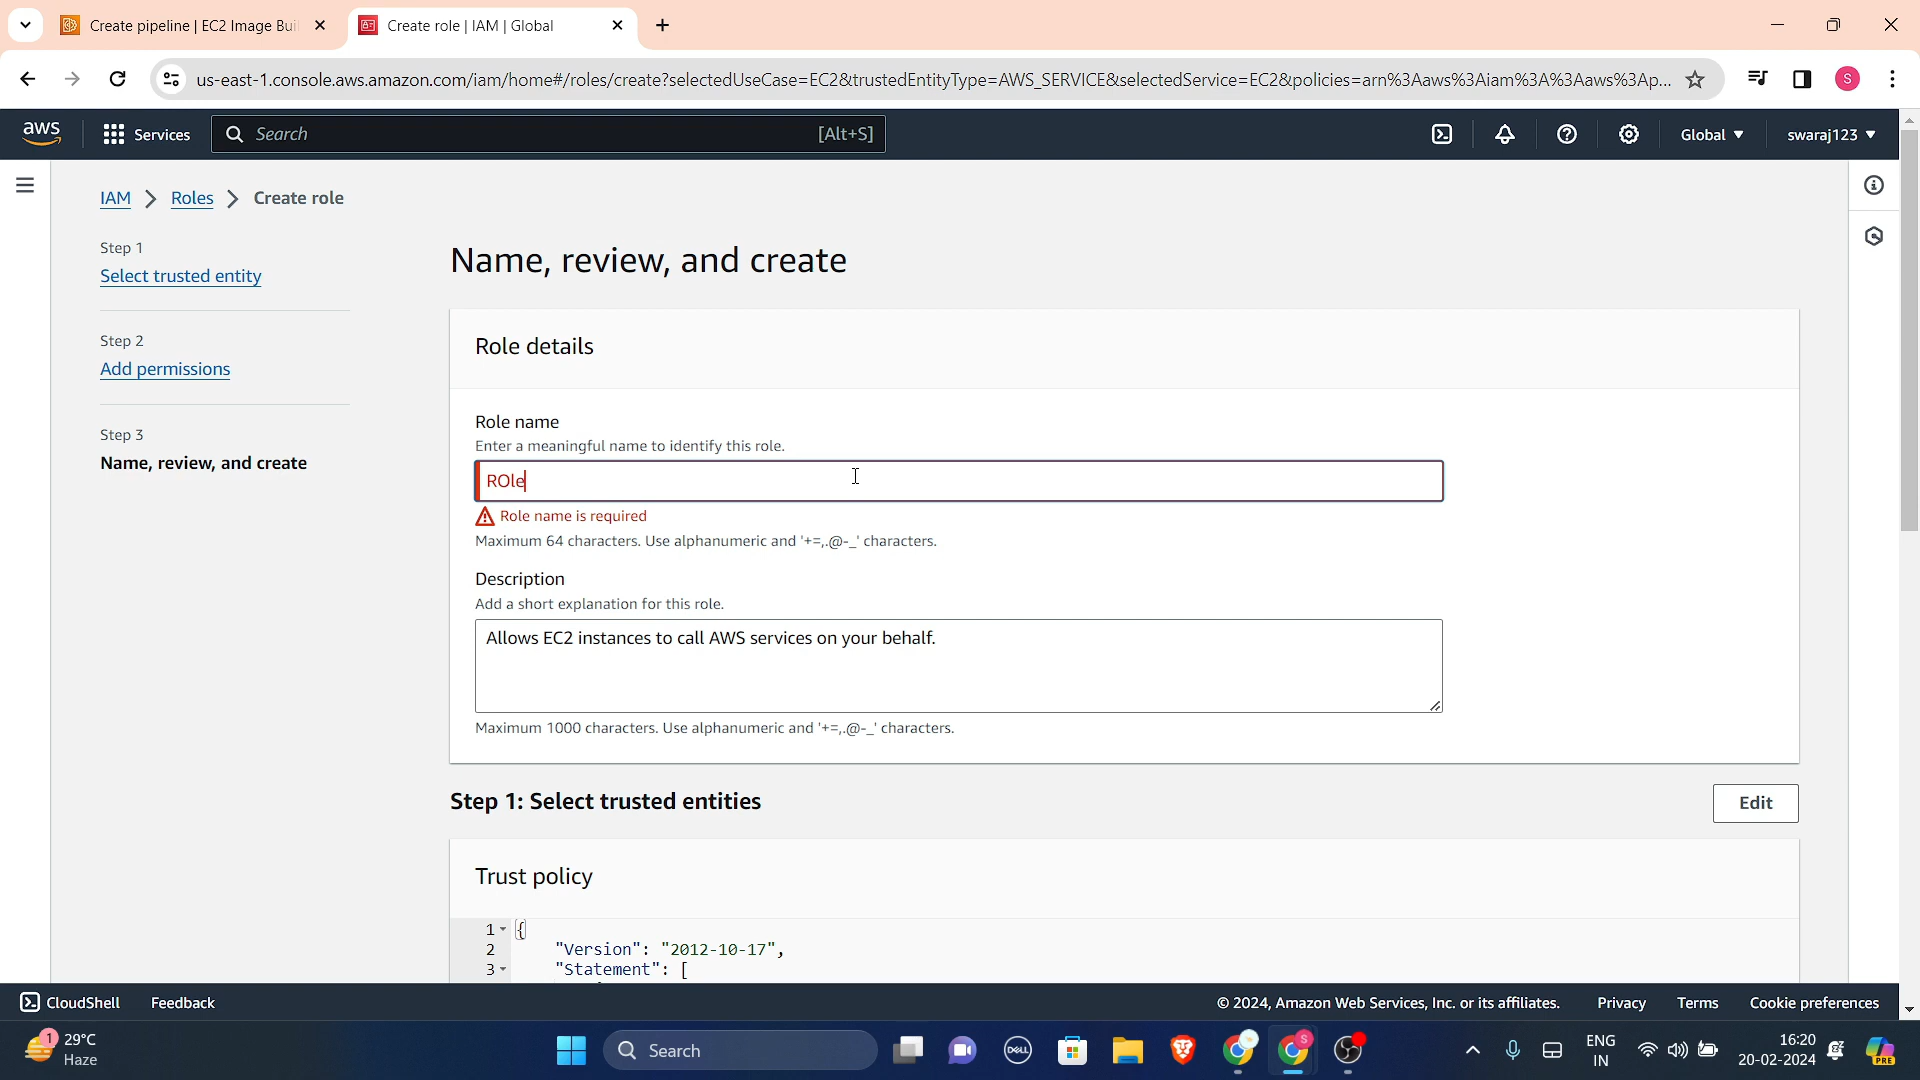 Create pipeline | EC2 Image Bui
Create role | IAM | Global
us-east-1.console.aws.amazon.com/iam/home#/roles/create?selectedUseCase=EC2&trustedEntityType=AWS_SERVICE&selectedService=EC2&policies=arn%3Aaws%3Aiam%3A%3Aaws%3Ap...
S
aws
Services
Search
[Alt+S]
Global
swaraj123
IAM
Roles
Create role
Step 1
Select trusted entity
Step 2
Add permissions
Step 3
Name, review, and create
Name, review, and create
Role details
Role name
Enter a meaningful name to identify this role.
ROle
Role name is required
Maximum 64 characters. Use alphanumeric and '+=,.@-_' characters.
Description
Add a short explanation for this role.
Allows EC2 instances to call AWS services on your behalf.
Maximum 1000 characters. Use alphanumeric and '+=,.@-_' characters.
Step 1: Select trusted entities
Edit
Trust policy
1 {
2 "Version": "2012-10-17",
3 "Statement": [
CloudShell
Feedback
© 2024, Amazon Web Services, Inc. or its affiliates.
Privacy
Terms
Cookie preferences
1
29°C
Haze
Search
DELL
S
ENG
IN
16:20
20-02-2024
PRE